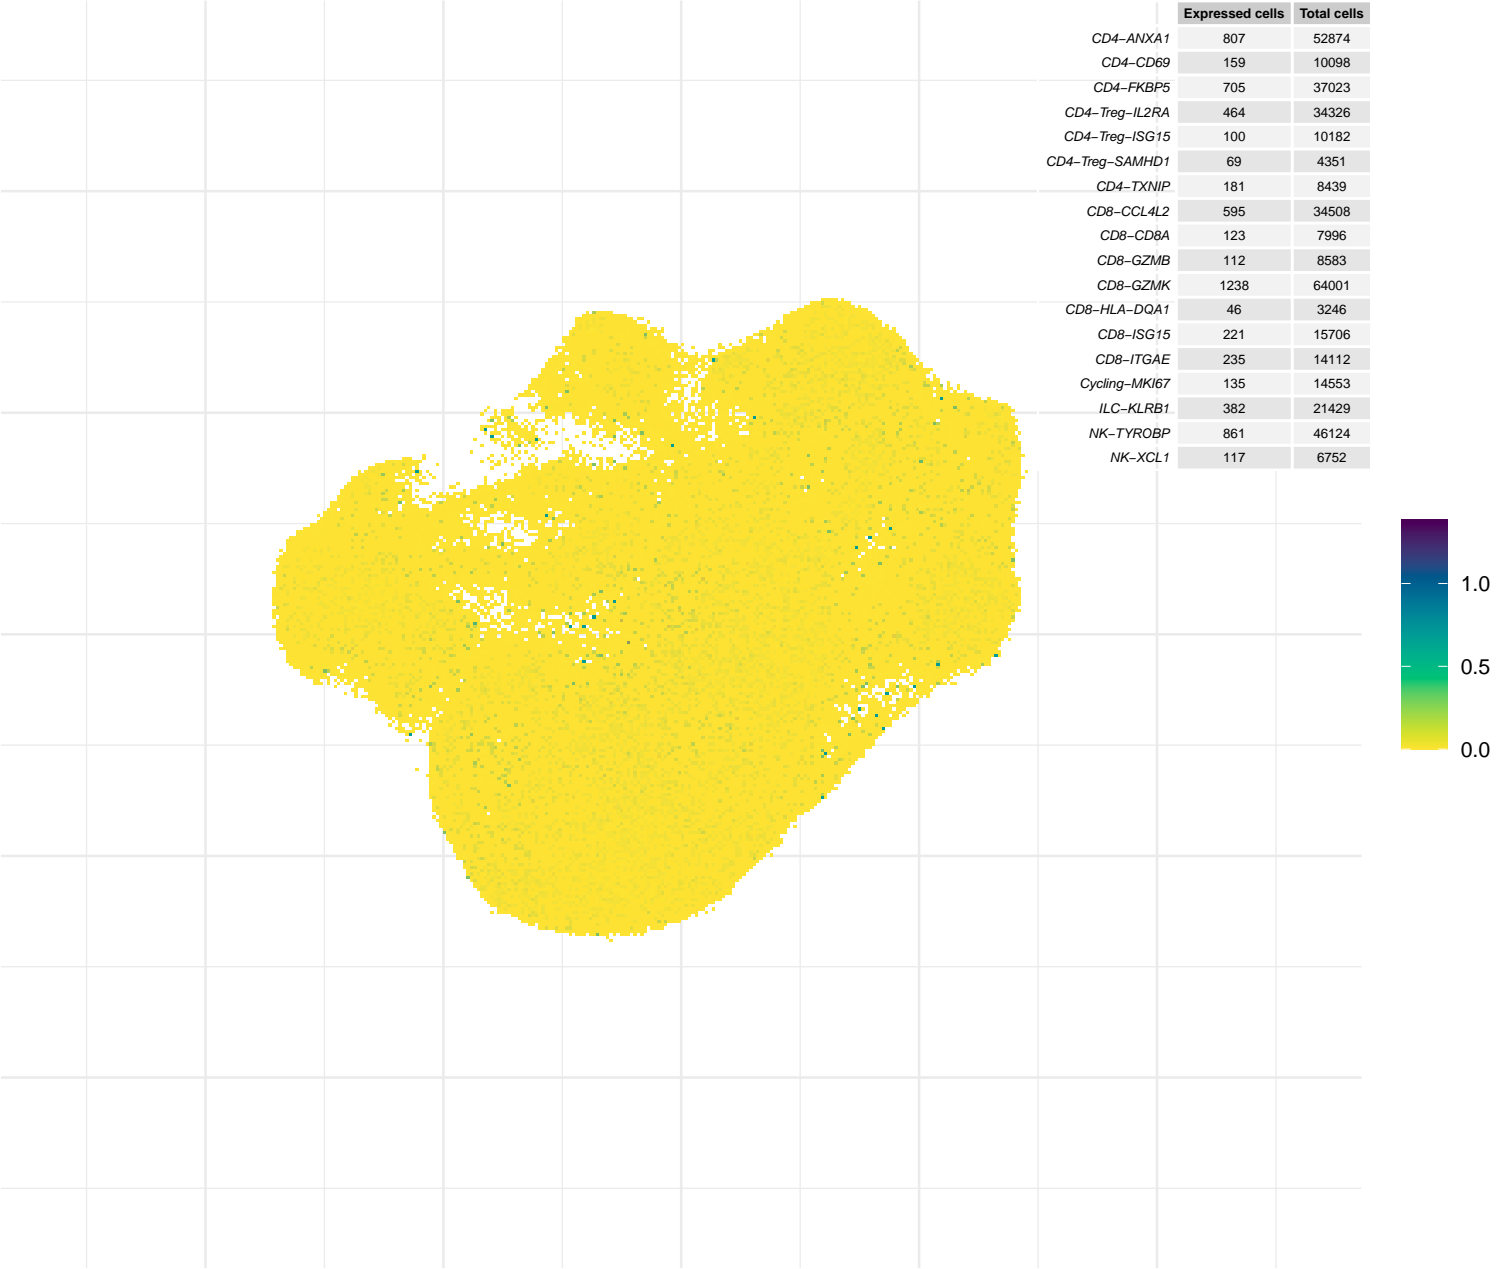 Expressed cells Total cells
CD4−ANXA1 807 52874
CD4−CD69 159 10098
CD4−FKBP5 705 37023
CD4−Treg−IL2RA 464 34326
CD4−Treg−ISG15 100 10182
CD4−Treg−SAMHD1 69 4351
CD4−TXNIP 181 8439
CD8−CCL4L2 595 34508
CD8−CD8A 123 7996
CD8−GZMB 112 8583
CD8−GZMK 1238 64001
CD8−HLA−DQA1 46 3246
CD8−ISG15 221 15706
CD8−ITGAE 235 14112
Cycling−MKI67 135 14553
ILC−KLRB1 382 21429
NK−TYROBP 861 46124
NK−XCL1 117 6752
1.0
0.5
0.0